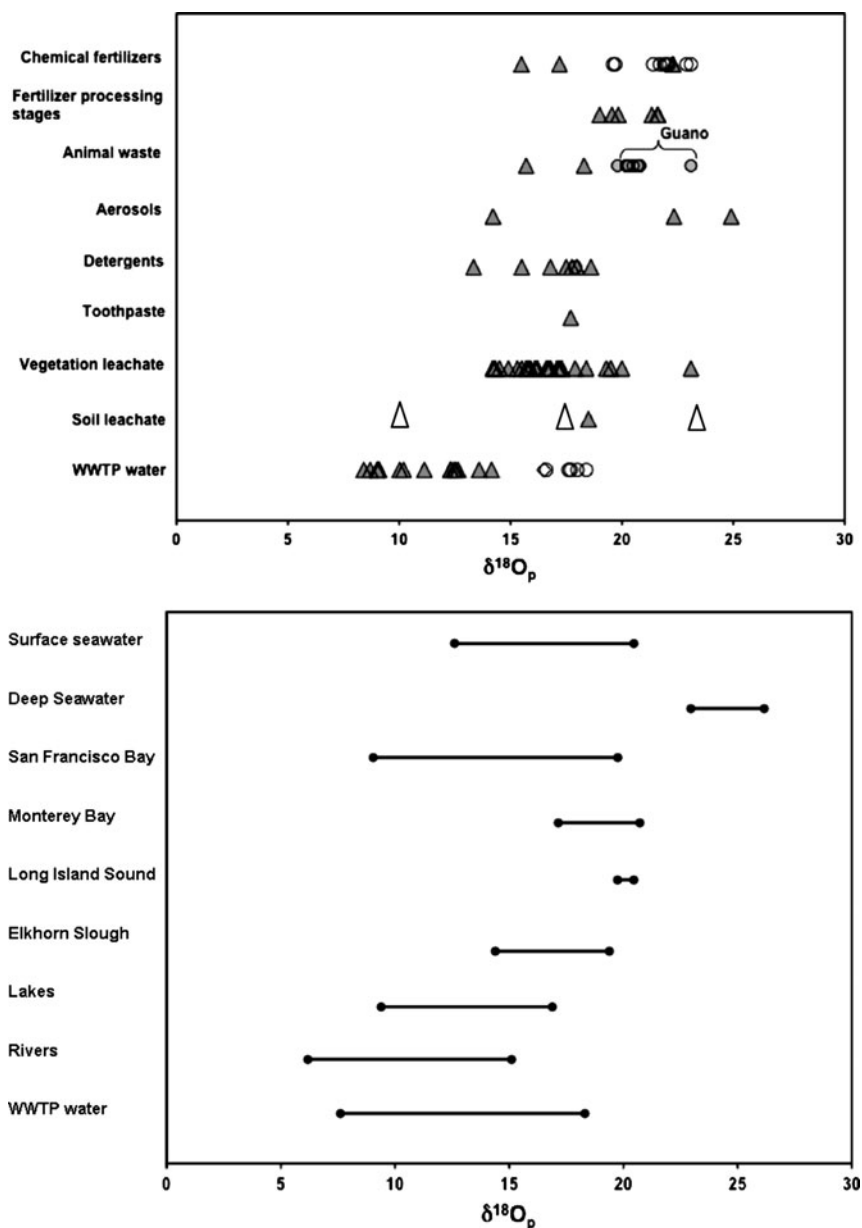 Chemical fertilizers
Fertilizer processing
stages
Guano
Animal waste
Aerosols
Detergents
Toothpaste
Vegetation leachate
Soil leachate
WWTP water
0 5 10 15 20 25 30
δ¹⁸Oₚ
Surface seawater
Deep Seawater
San Francisco Bay
Monterey Bay
Long Island Sound
Elkhorn Slough
Lakes
Rivers
WWTP water
0 5 10 15 20 25 30
δ¹⁸Oₚ